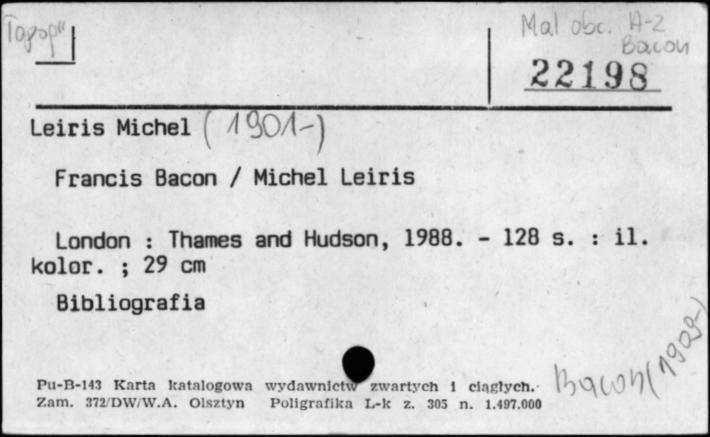 "Topop"
Mal obc. A-2
Bacon
22198
Leiris Michel (1901-)
Francis Bacon / Michel Leiris
London : Thames and Hudson, 1988. - 128 s. : il.
kolor. ; 29 cm
Bibliografia
Bacon (1909-)
Pu-B-143 Karta katalogowa wydawnictw zwartych i ciągłych.
Zam. 372/DW/W.A. Olsztyn Poligrafika Ł-k z. 305 n. 1.497.000